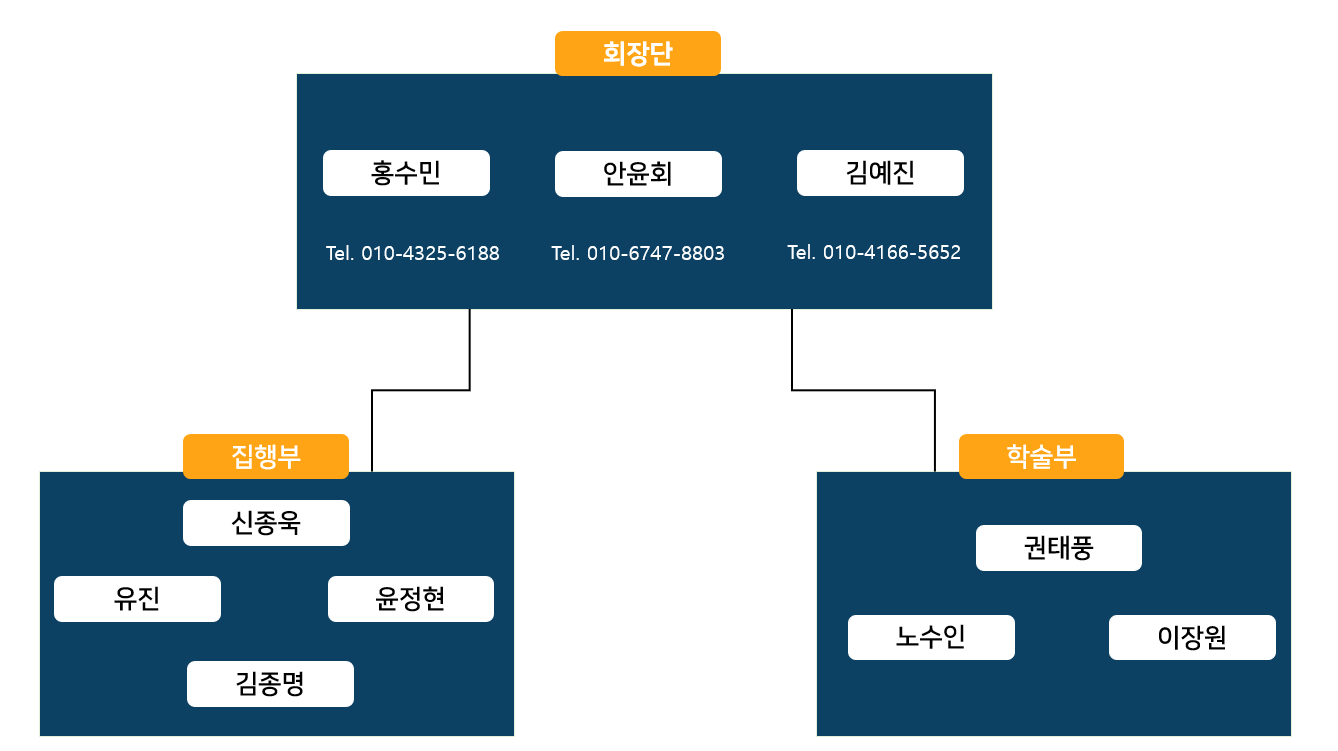 회장단
홍수민
안윤회
김예진
Tel. 010-4325-6188
Tel. 010-6747-8803
Tel. 010-4166-5652
집행부
신종욱
유진
윤정현
김종명
학술부
권태풍
노수인
이장원